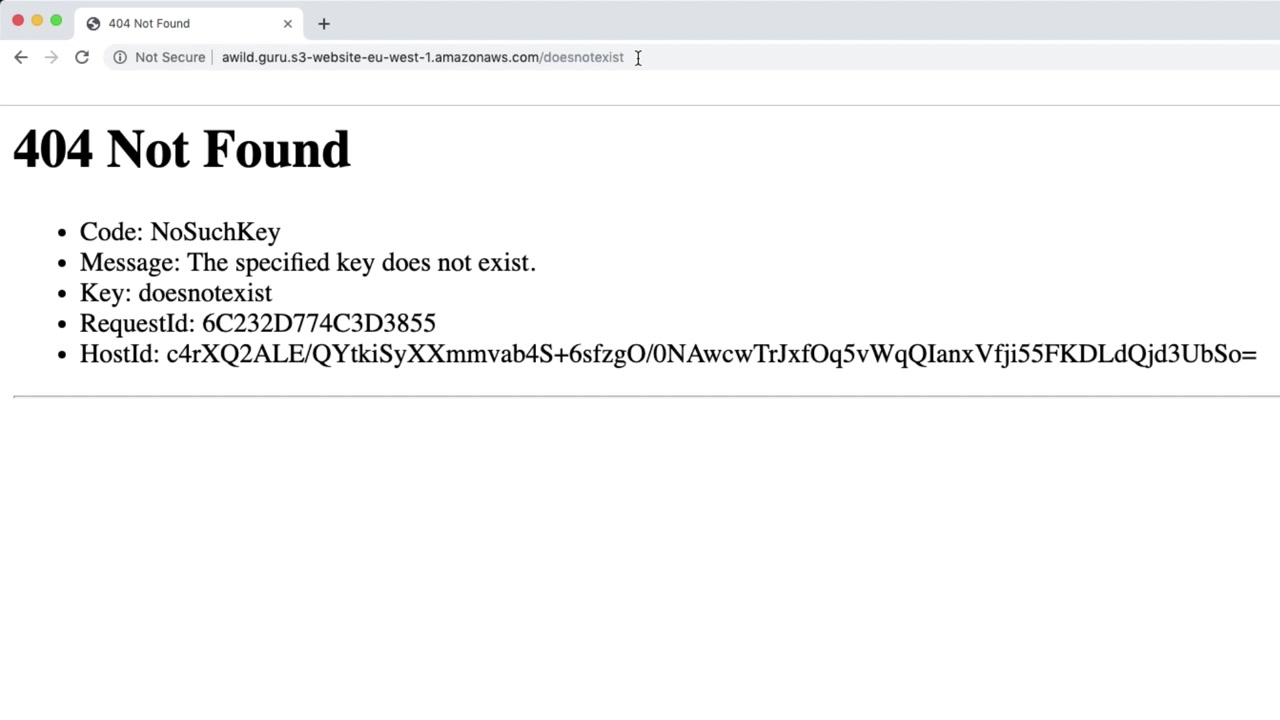 404 Not Found
Not Secure awild.guru.s3-website-eu-west-1.amazonaws.com/doesnotexist
404 Not Found
Code: NoSuchKey
Message: The specified key does not exist.
Key: doesnotexist
RequestId: 6C232D774C3D3855
HostId: c4rXQ2ALE/QYtkiSyXXmmvab4S+6sfzgO/0NAwcwTrJxfOq5vWqQIanxVfji55FKDLdQjd3UbSo=